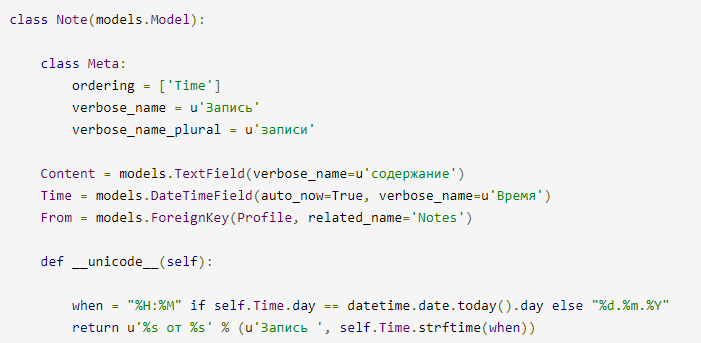 class Note(models.Model):
class Meta:
ordering = ['Time']
verbose_name = u'Запись'
verbose_name_plural = u'записи'
Content = models.TextField(verbose_name=u'содержание')
Time = models.DateTimeField(auto_now=True, verbose_name=u'Время')
From = models.ForeignKey(Profile, related_name='Notes')
def __unicode__(self):
when = "%H:%M" if self.Time.day == datetime.date.today().day else "%d.%m.%Y"
return u'%s от %s' % (u'Запись ', self.Time.strftime(when))